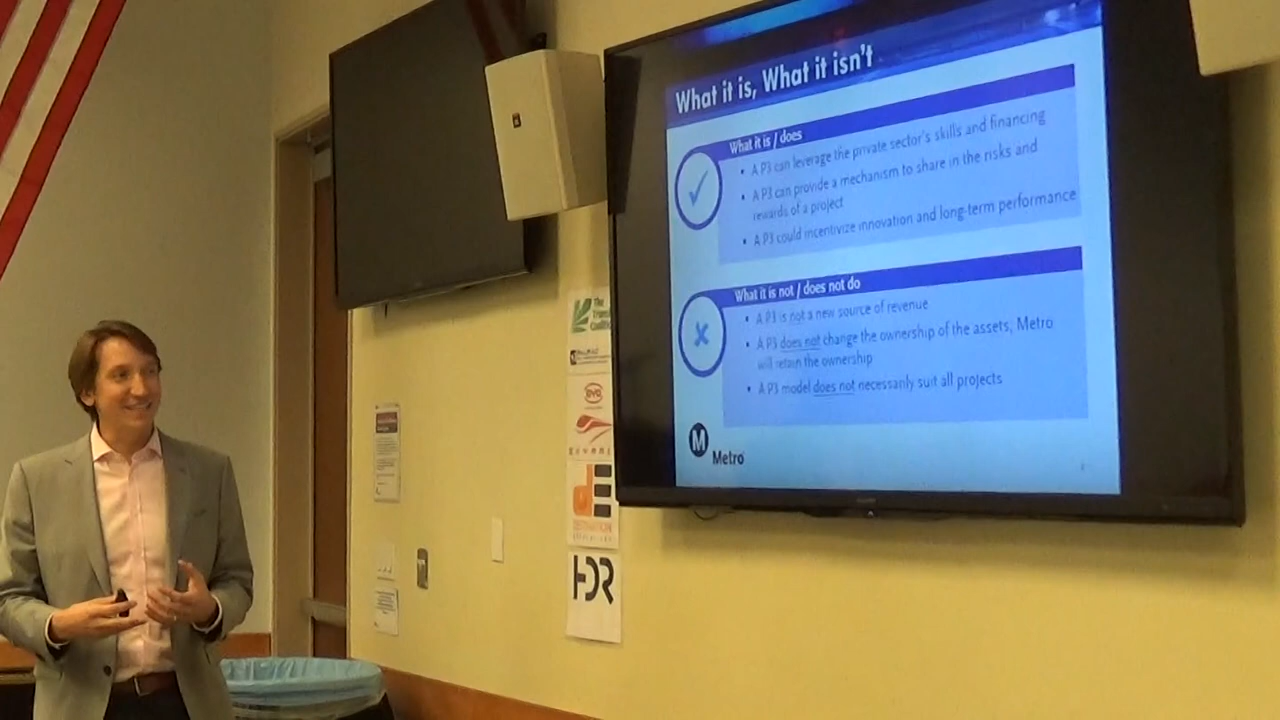 What it is, What it isn't
What it is / does
• A P3 can leverage the private sector's skills and financing
• A P3 can provide a mechanism to share in the risks and
rewards of a project
• A P3 could incentivize innovation and long-term performance
What it is not / does not do
• A P3 is not a new source of revenue
• A P3 does not change the ownership of the assets, Metro
will retain the ownership
• A P3 model does not necessarily suit all projects
M
Metro
The
BYD
DE
HDR